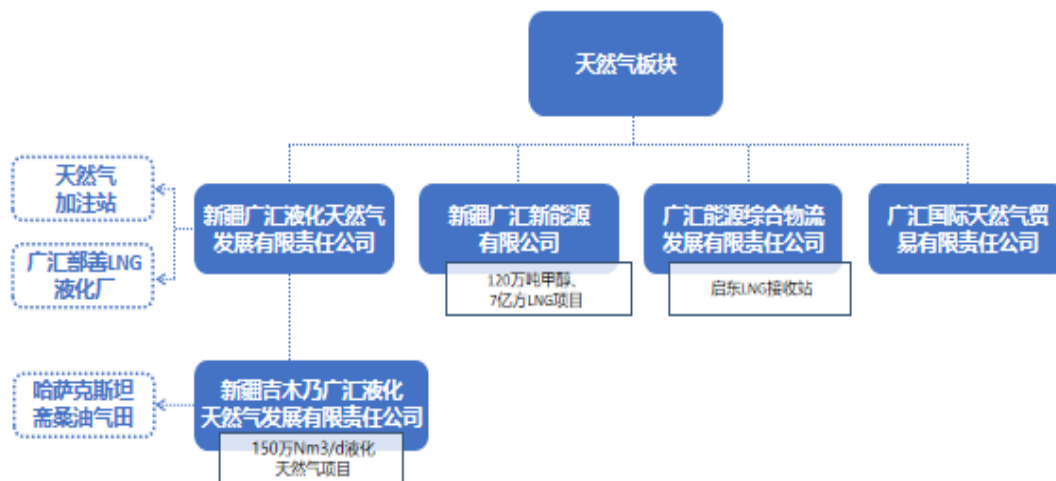 天然气板块
天然气
加注站
广汇鄯善LNG
液化厂
新疆广汇液化天然气
发展有限责任公司
新疆广汇新能源
有限公司
120万吨甲醇、
7亿方LNG项目
广汇能源综合物流
发展有限责任公司
启东LNG接收站
广汇国际天然气贸
易有限责任公司
哈萨克斯坦
斋桑油气田
新疆吉木乃广汇液化
天然气发展有限责任公司
150万Nm3/d液化
天然气项目